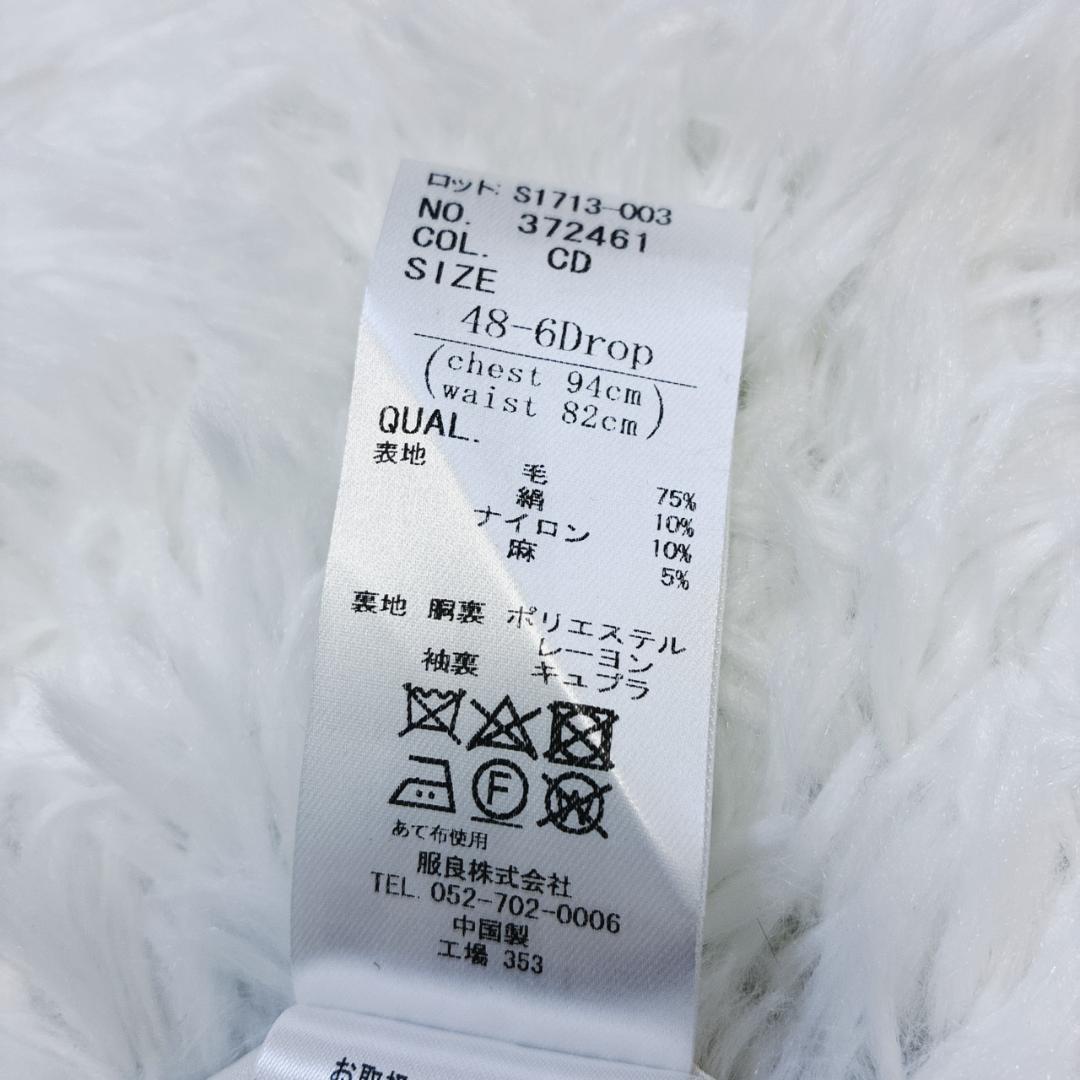 ロット: S1713-003
NO. 372461
COL. CD
SIZE
48-6Drop
(chest 94cm
waist 82cm)
QUAL.
表地
毛 75%
絹 10%
ナイロン 10%
麻 5%
裏地 胴裏 ポリエステル
レーヨン
袖裏 キュプラ
F
W
あて布使用
服良株式会社
TEL. 052-702-0006
中国製
工場 353
お取扱